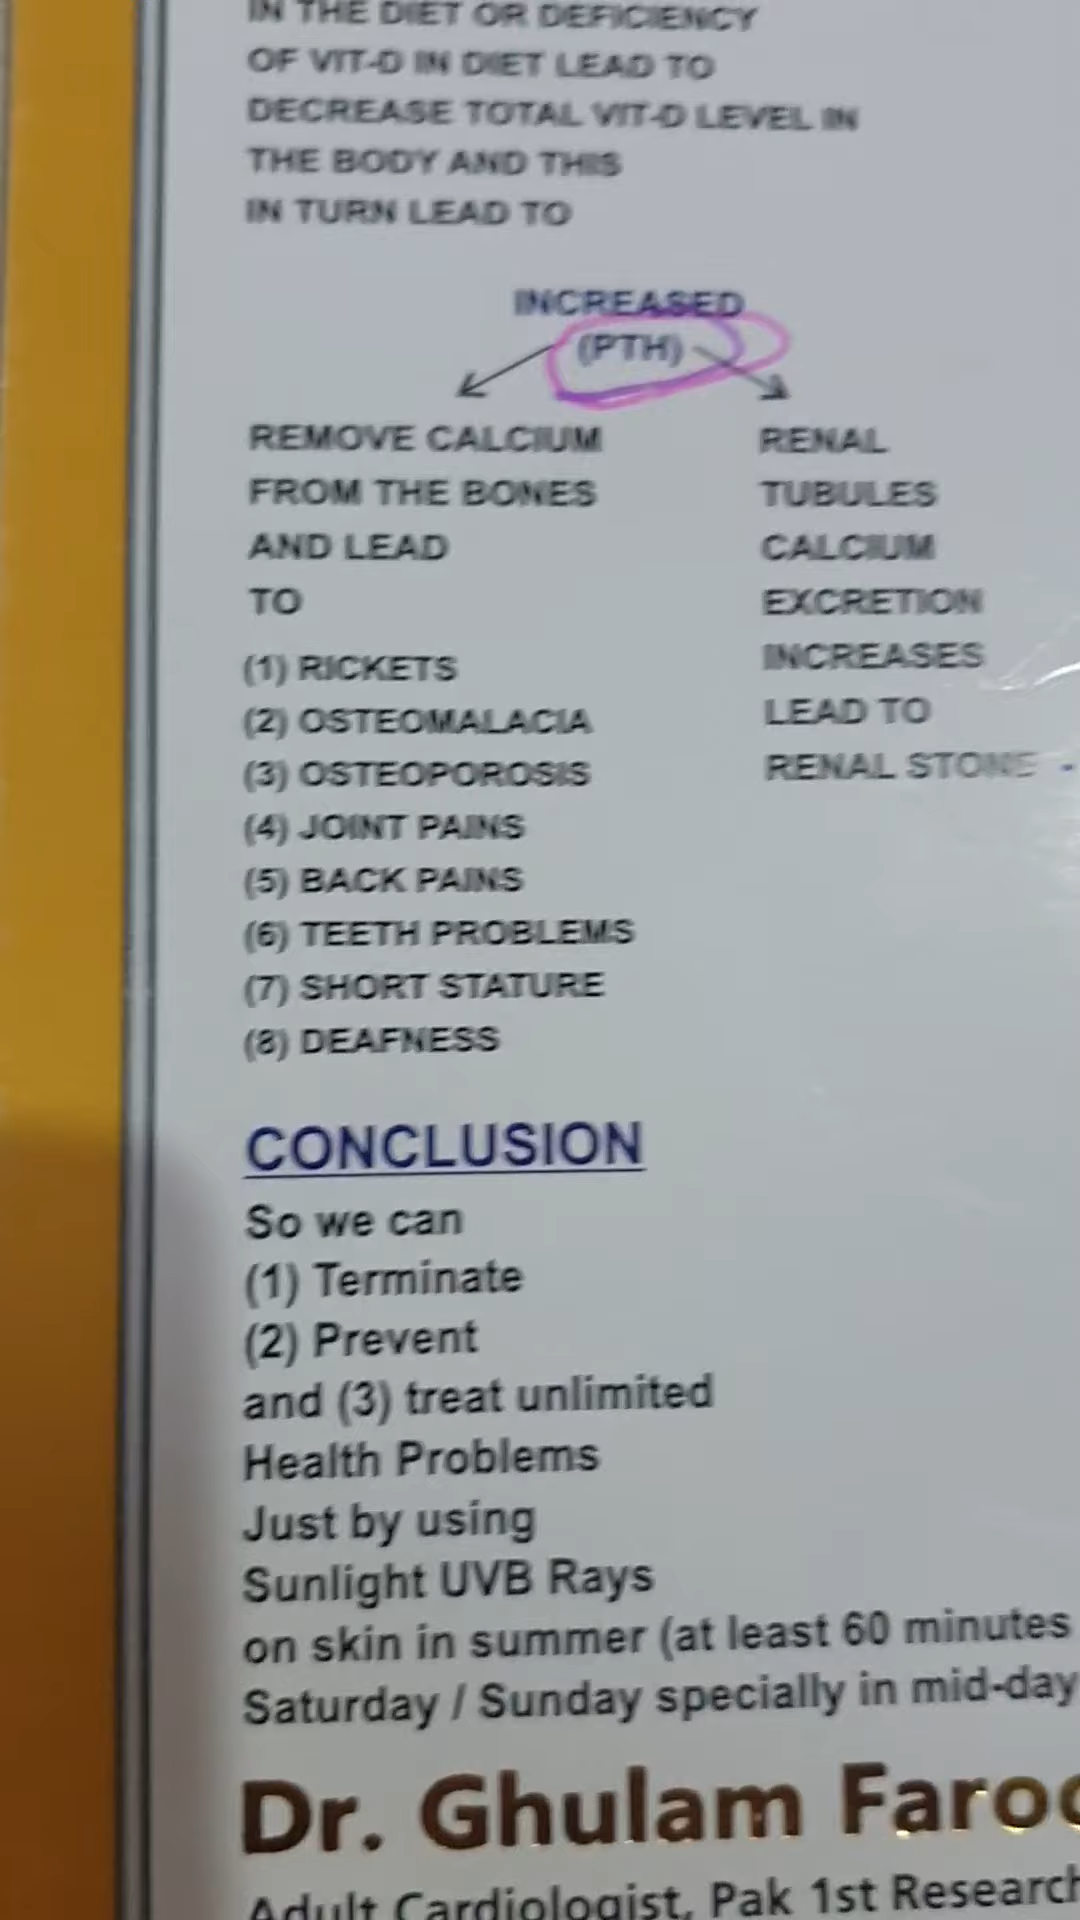 IN THE DIET OR DEFICIENCY
OF VIT-D IN DIET LEAD TO
DECREASE TOTAL VIT-D LEVEL IN
THE BODY AND THIS
IN TURN LEAD TO
INCREASED
(PTH)
REMOVE CALCIUM
FROM THE BONES
AND LEAD
TO
(1) RICKETS
(2) OSTEOMALACIA
(3) OSTEOPOROSIS
(4) JOINT PAINS
(5) BACK PAINS
(6) TEETH PROBLEMS
(7) SHORT STATURE
(8) DEAFNESS
RENAL
TUBULES
CALCIUM
EXCRETION
INCREASES
LEAD TO
RENAL STONE -
CONCLUSION
So we can
(1) Terminate
(2) Prevent
and (3) treat unlimited
Health Problems
Just by using
Sunlight UVB Rays
on skin in summer (at least 60 minutes
Saturday / Sunday specially in mid-day
Dr. Ghulam
Adult Cardiologist, Pak 1st